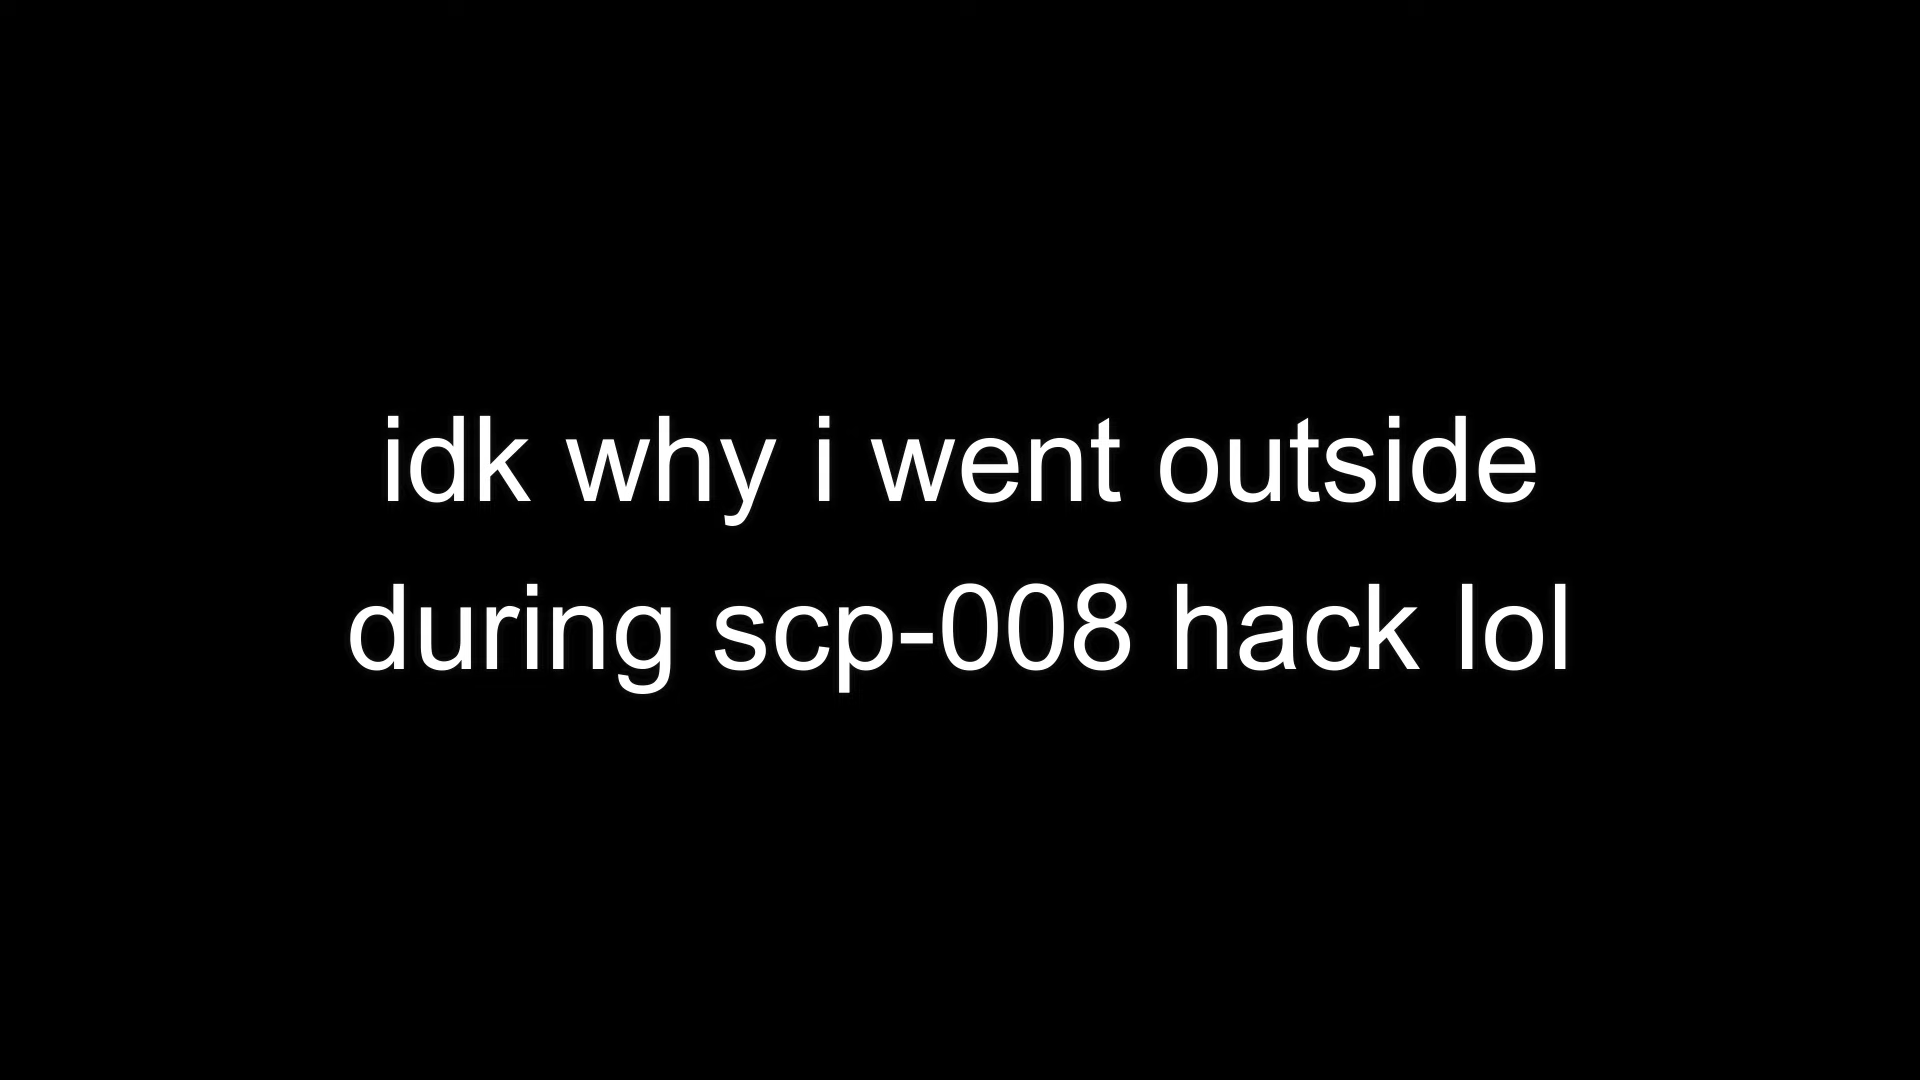 idk why i went outside
during scp-008 hack lol